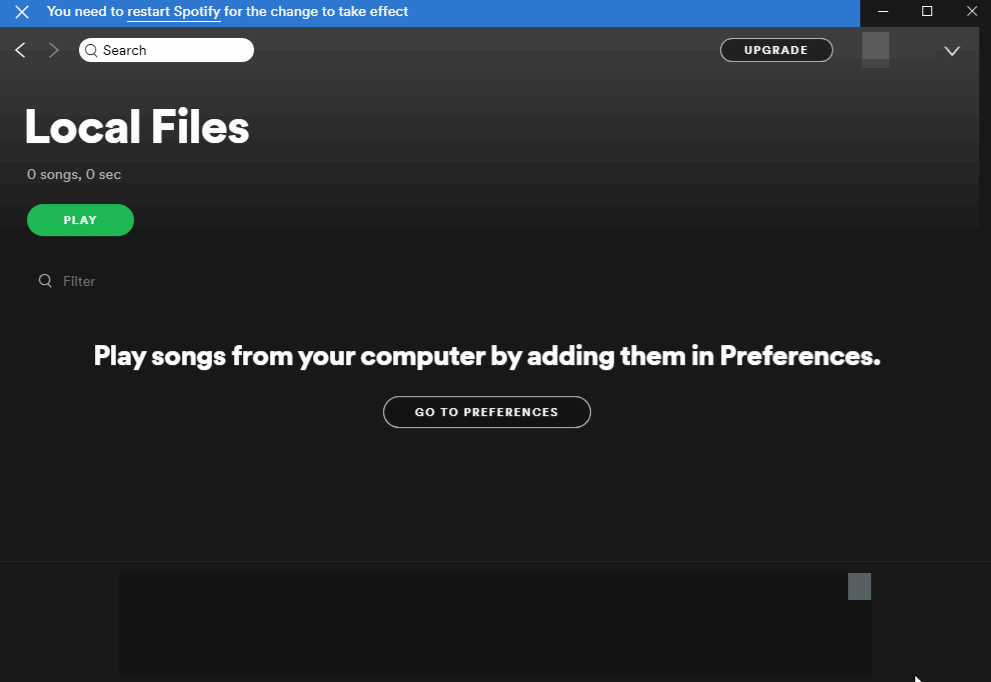 You need to restart Spotify for the change to take effect
Search
UPGRADE
Local Files
0 songs, 0 sec
PLAY
Filter
Play songs from your computer by adding them in Preferences.
GO TO PREFERENCES